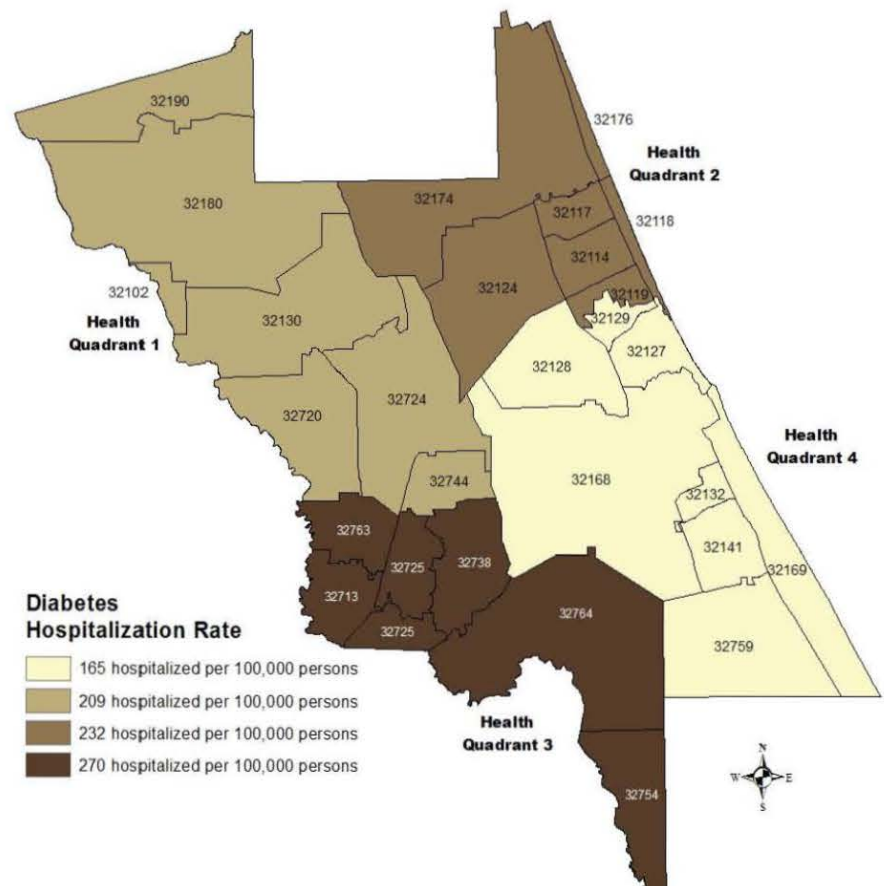 32190
32176
Health
Quadrant 2
32180
32174
32117
32118
32114
32124
32102
32119
32130
32129
Health
Quadrant 1
32127
32128
32724
32720
Health
Quadrant 4
32744
32168
32132
32763
32141
32725
32738
32169
32713
Diabetes
Hospitalization Rate
32764
32725
32759
165 hospitalized per 100,000 persons
209 hospitalized per 100,000 persons
232 hospitalized per 100,000 persons
270 hospitalized per 100,000 persons
Health
Quadrant 3
N
W E
S
32754